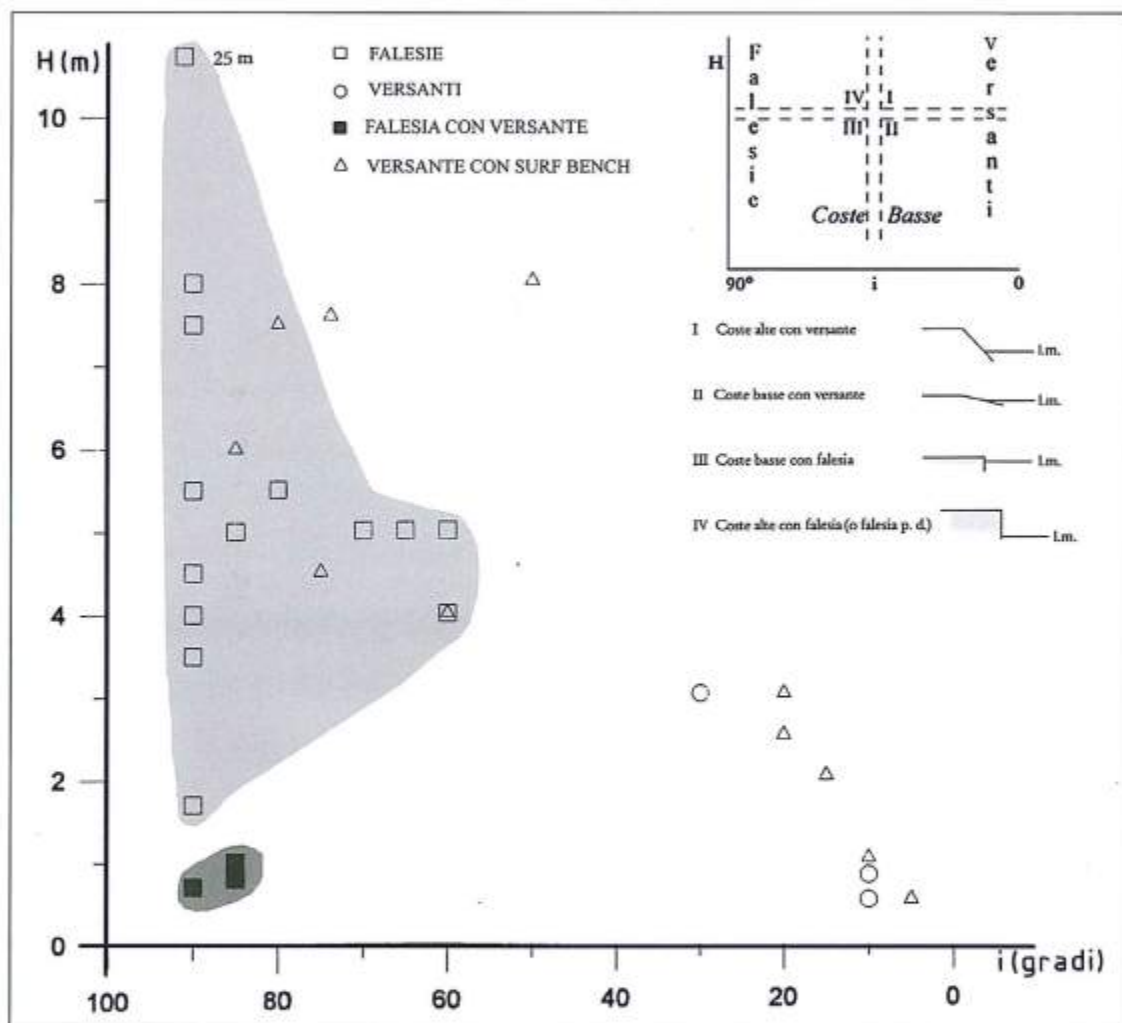 H (m)
25 m
FALESIE
VERSANTI
FALESIA CON VERSANTE
VERSANTE CON SURF BENCH
10
8
6
4
2
0
100
80
60
40
20
0
i (gradi)
H
Falesie
Versanti
IV I
III II
Coste Basse
90° i 0
I Coste alte con versante l.m.
II Coste basse con versante l.m.
III Coste basse con falesia l.m.
IV Coste alte con falesia (o falesia p. d.) l.m.